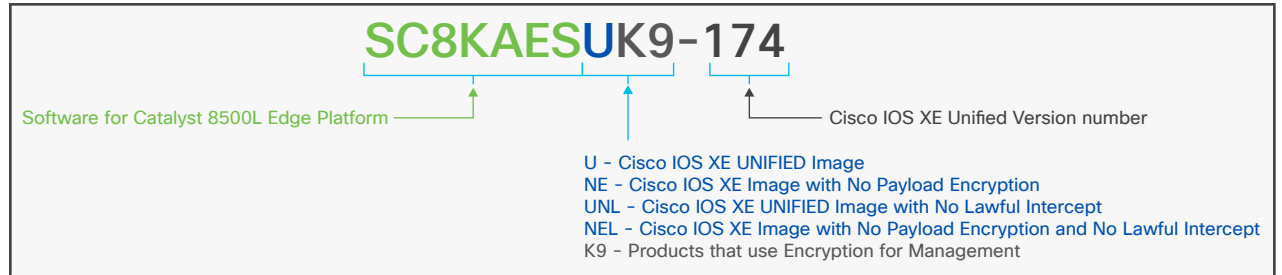 SC8KAESUK9-174
Software for Catalyst 8500L Edge Platform
Cisco IOS XE Unified Version number
U - Cisco IOS XE UNIFIED Image
NE - Cisco IOS XE Image with No Payload Encryption
UNL - Cisco IOS XE UNIFIED Image with No Lawful Intercept
NEL - Cisco IOS XE Image with No Payload Encryption and No Lawful Intercept
K9 - Products that use Encryption for Management